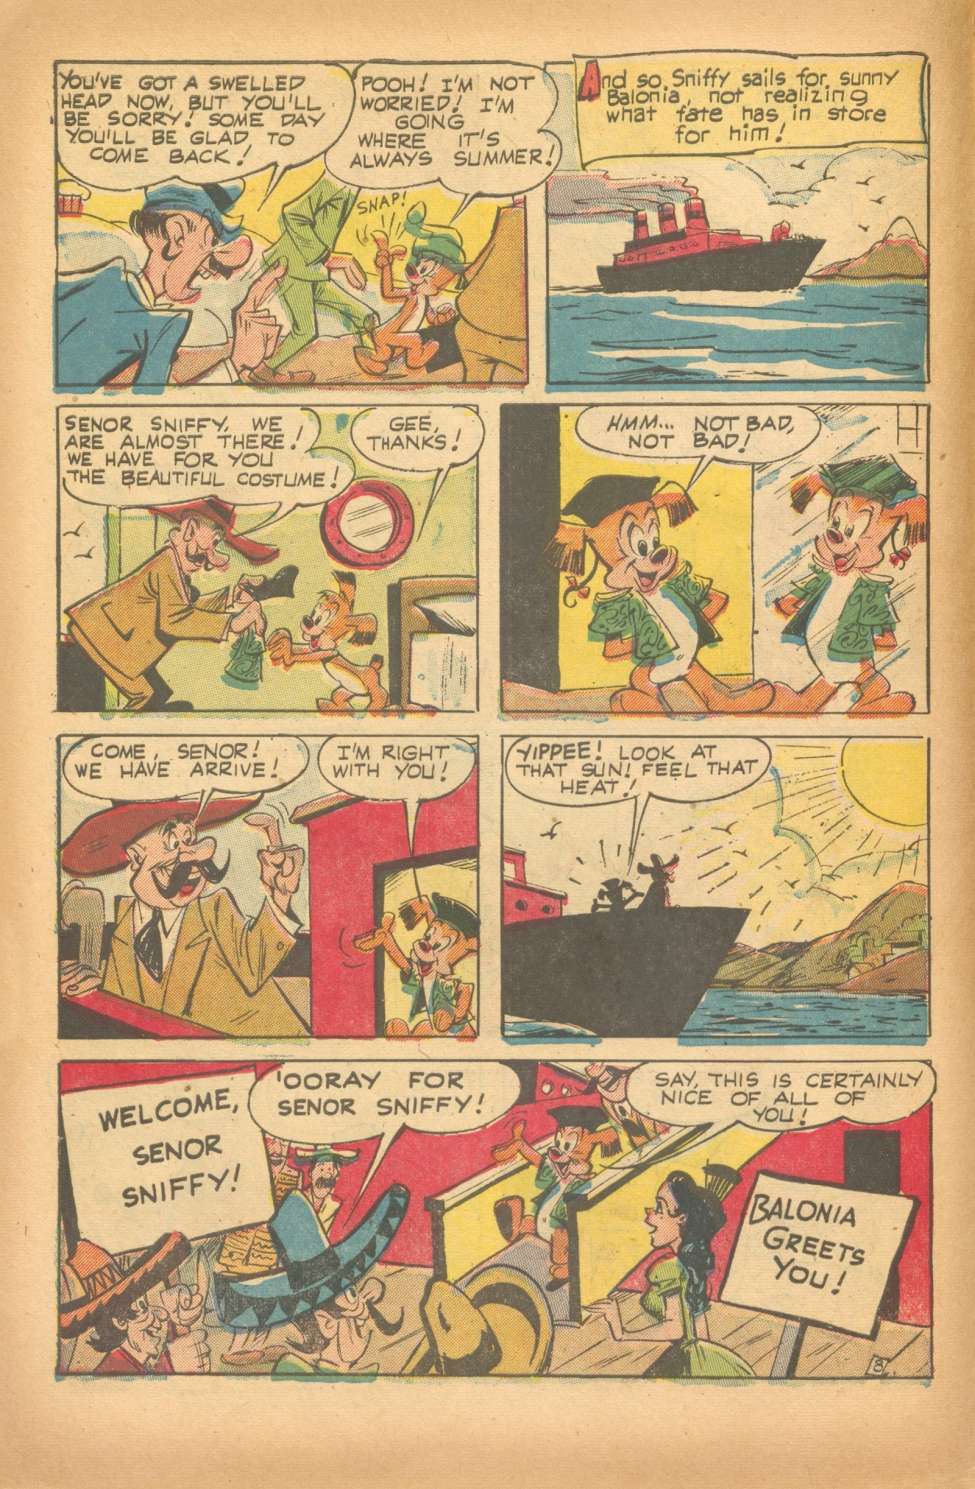 YOU'VE GOT A SWELLED
HEAD NOW, BUT YOU'LL
BE SORRY! SOME DAY
YOU'LL BE GLAD TO
COME BACK!
POOH! I'M NOT
WORRIED! I'M
GOING
WHERE IT'S
ALWAYS SUMMER!
SNAP!
And so Sniffy sails for sunny
Balonia, not realizing
what fate has in store
for him!
SENOR SNIFFY, WE
ARE ALMOST THERE!
WE HAVE FOR YOU
THE BEAUTIFUL COSTUME!
GEE,
THANKS!
HMM... NOT BAD,
NOT BAD!
COME, SENOR!
WE HAVE ARRIVE!
I'M RIGHT
WITH YOU!
YIPPEE! LOOK AT
THAT SUN! FEEL THAT
HEAT!
WELCOME,
SENOR
SNIFFY!
'OORAY FOR
SENOR SNIFFY!
SAY, THIS IS CERTAINLY
NICE OF ALL OF
YOU!
BALONIA
GREETS
YOU!
8